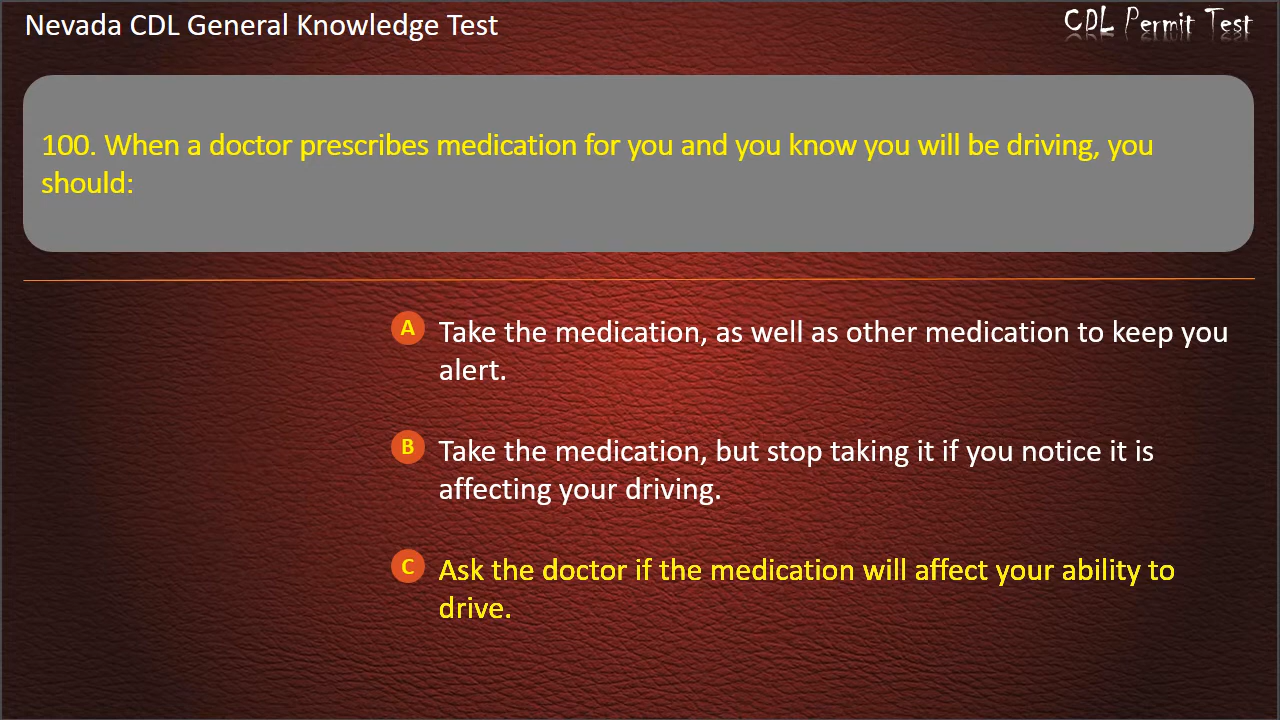 Nevada CDL General Knowledge Test
CDL Permit Test
100. When a doctor prescribes medication for you and you know you will be driving, you
should:
A Take the medication, as well as other medication to keep you
alert.
B Take the medication, but stop taking it if you notice it is
affecting your driving.
C Ask the doctor if the medication will affect your ability to
drive.